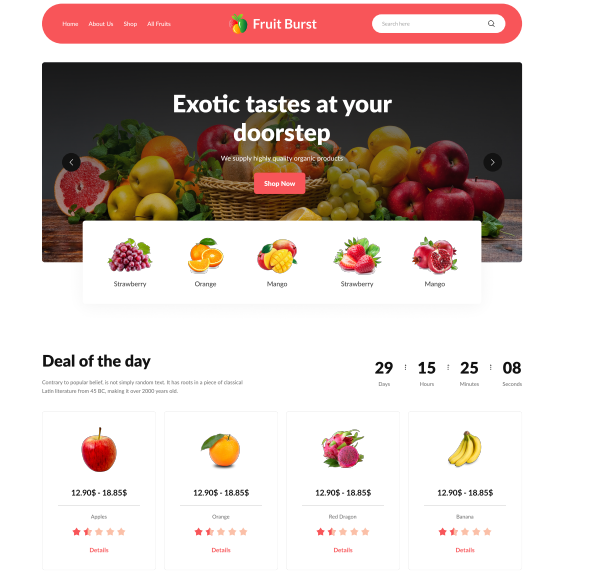 Home About Us Shop All Fruits
Fruit Burst
Search here
Exotic tastes at your
doorstep
We supply highly quality organic products
Shop Now
Strawberry Orange Mango Strawberry Mango
Deal of the day
29 : 15 : 25 : 08
Days Hours Minutes Seconds
Contrary to popular belief, is not simply random text. It has roots in a piece of classical
Latin literature from 45 BC, making it over 2000 years old.
12.90$ - 18.85$ 12.90$ - 18.85$ 12.90$ - 18.85$ 12.90$ - 18.85$
Apples Orange Red Dragon Banana
Details Details Details Details